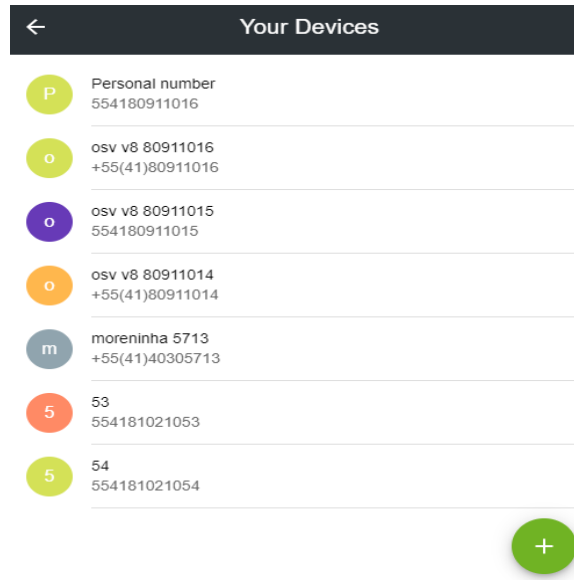 Your Devices
P
Personal number
554180911016
o
osv v8 80911016
+55(41)80911016
o
osv v8 80911015
554180911015
o
osv v8 80911014
+55(41)80911014
m
moreninha 5713
+55(41)40305713
5
53
554181021053
5
54
554181021054
+